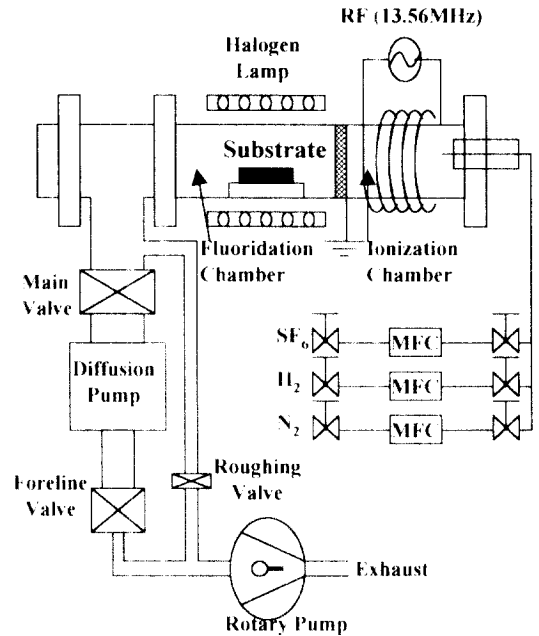 RF (13.56MHz)
Halogen
Lamp
Substrate
Fluoridation
Chamber
Ionization
Chamber
Main
Valve
SF6
MFC
Diffusion
Pump
H2
MFC
N2
MFC
Roughing
Valve
Foreline
Valve
Exhaust
Rotary Pump